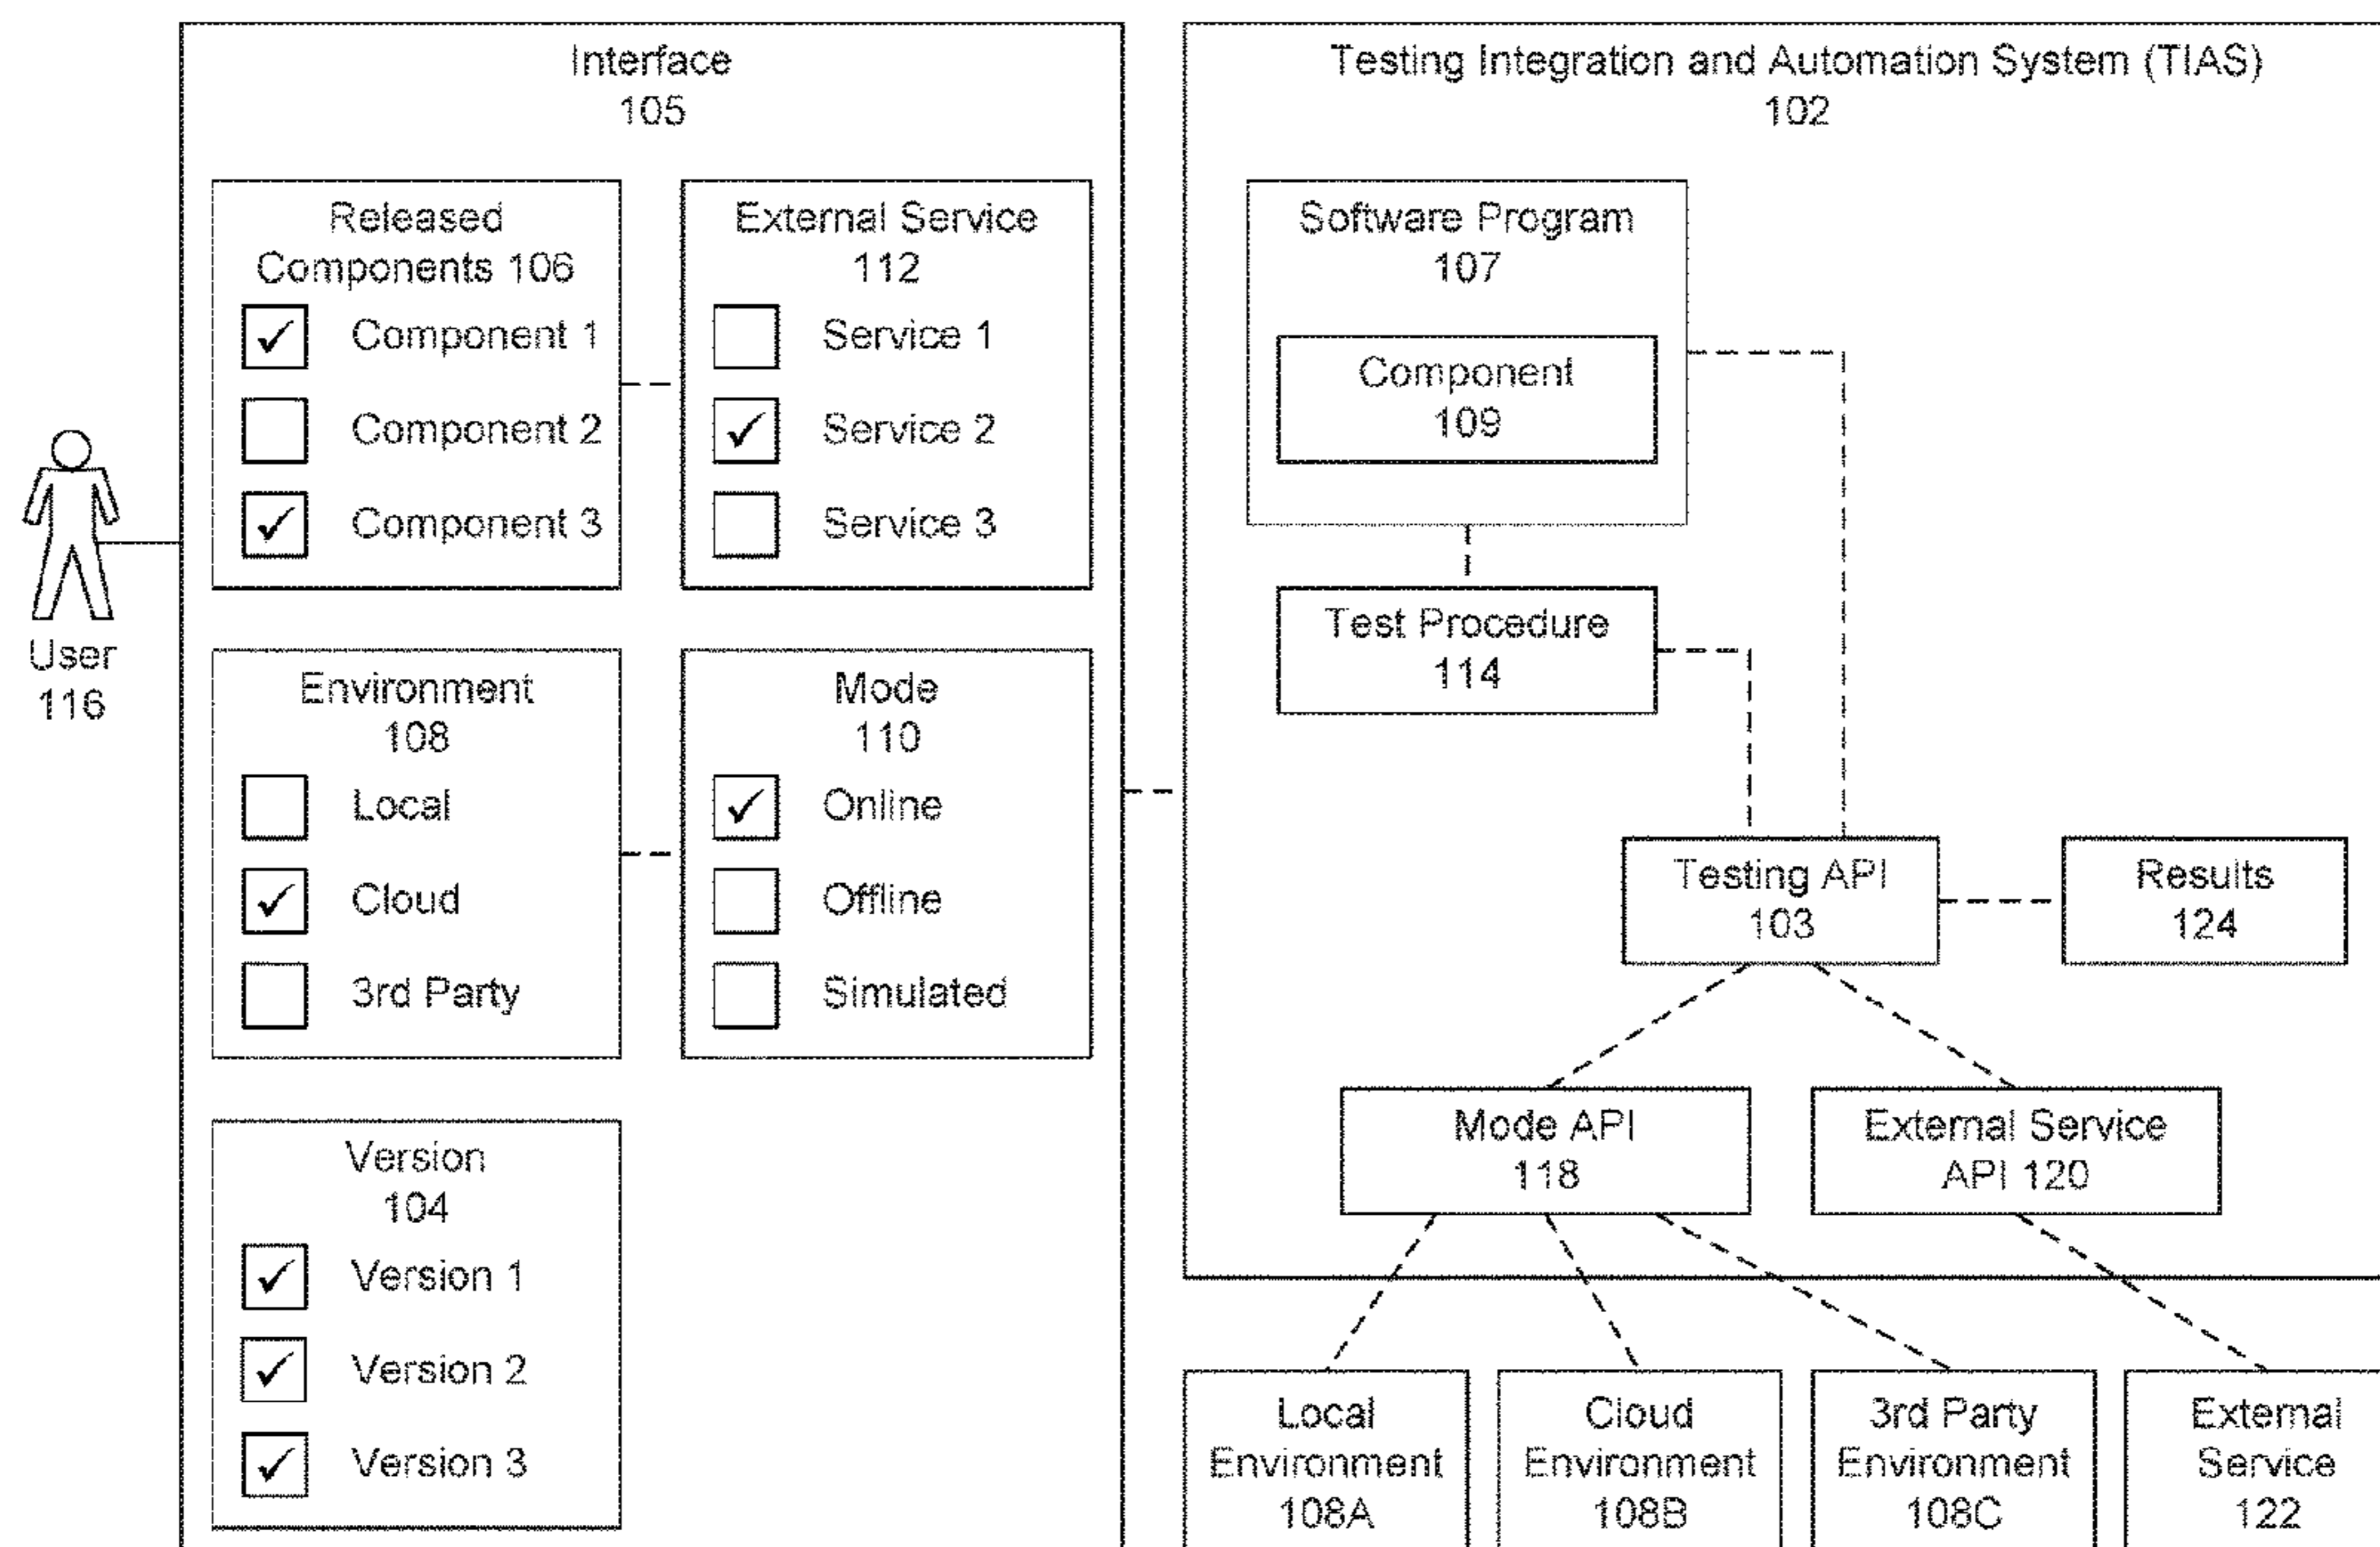 Interface
105
Released
Components 106
Component 1
Component 2
Component 3
External Service
112
Service 1
Service 2
Service 3
User
116
Environment
108
Local
Cloud
3rd Party
Mode
110
Online
Offline
Simulated
Version
104
Version 1
Version 2
Version 3
Testing Integration and Automation System (TIAS)
102
Software Program
107
Component
109
Test Procedure
114
Testing API
103
Results
124
Mode API
118
External Service
API 120
Local
Environment
108A
Cloud
Environment
108B
3rd Party
Environment
108C
External
Service
122